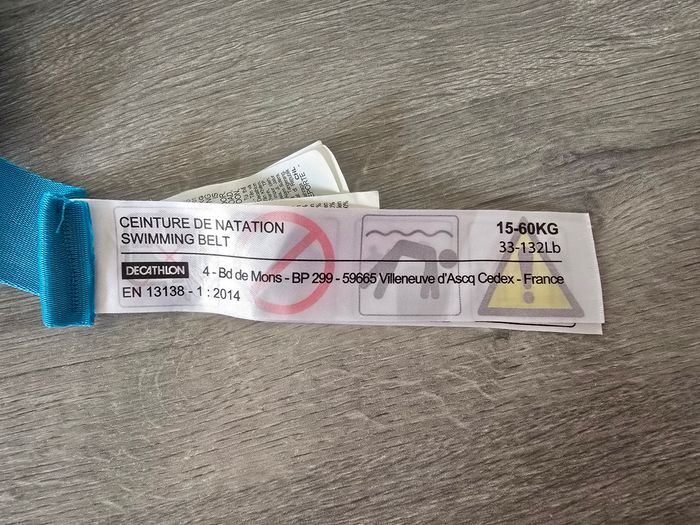 CEINTURE DE NATATION
SWIMMING BELT
15-60KG
33-132Lb
DECATHLON 4 - Bd de Mons - BP 299 - 59665 Villeneuve d'Ascq Cedex - France
EN 13138 - 1 : 2014